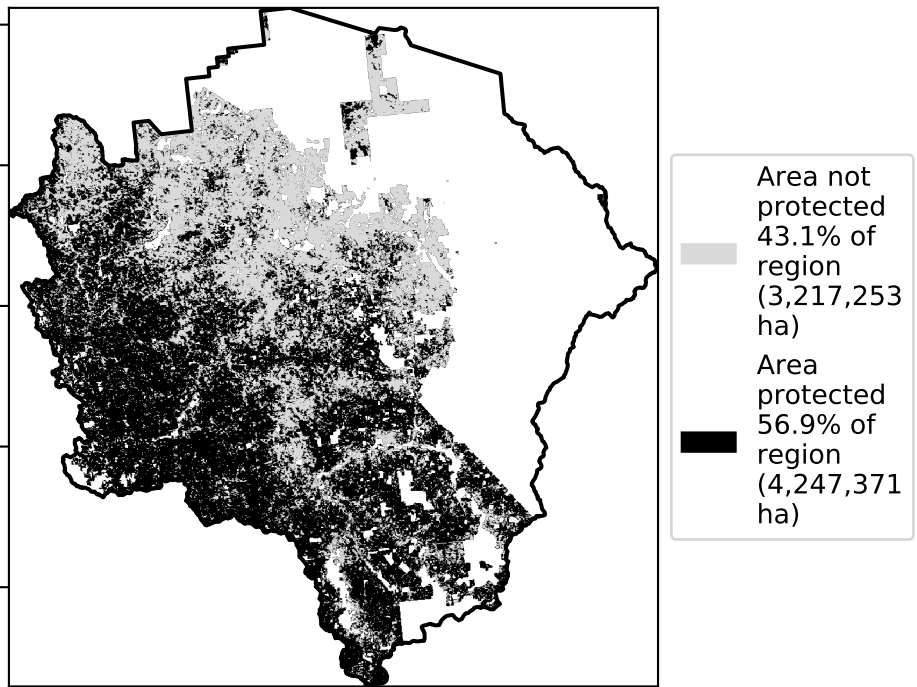 Area not
protected
43.1% of
region
(3,217,253
ha)
Area
protected
56.9% of
region
(4,247,371
ha)